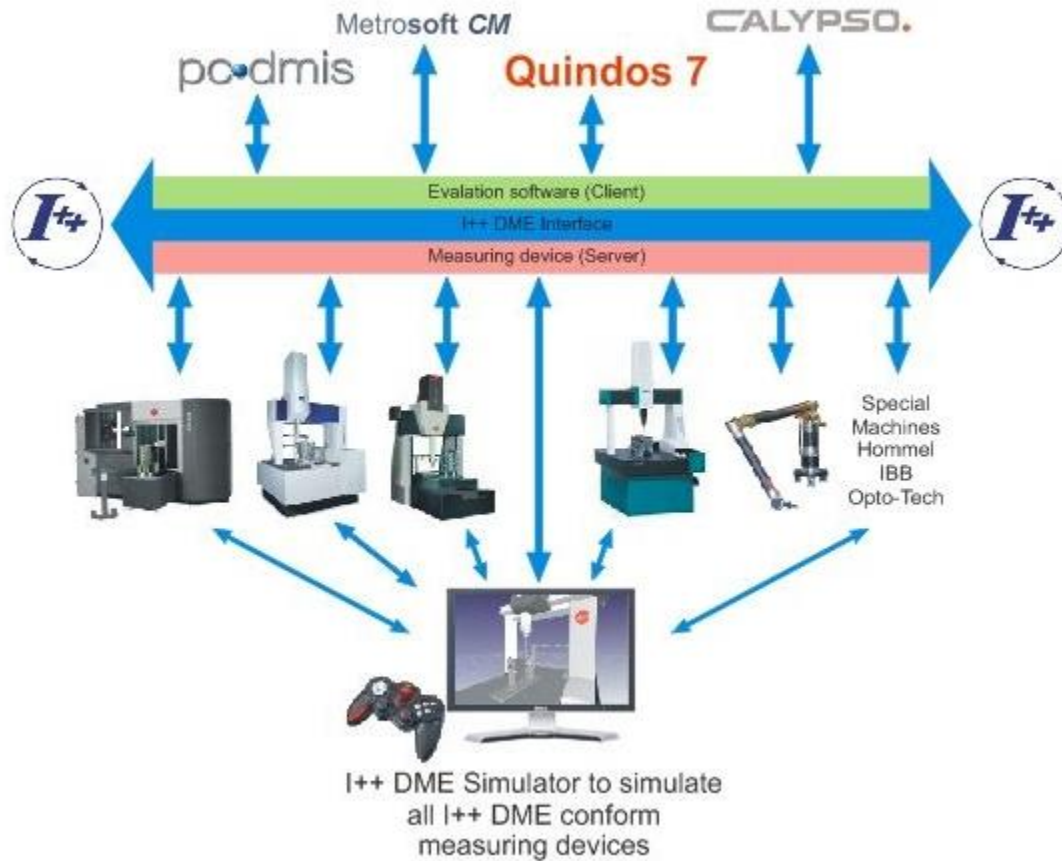 Metrosoft CM
CALYPSO.
pc dmis
Quindos 7
Evalation software (Client)
I++
I++ DME Interface
I++
Measuring device (Server)
Special
Machines
Hommel
IBB
Opto-Tech
I++ DME Simulator to simulate
all I++ DME conform
measuring devices